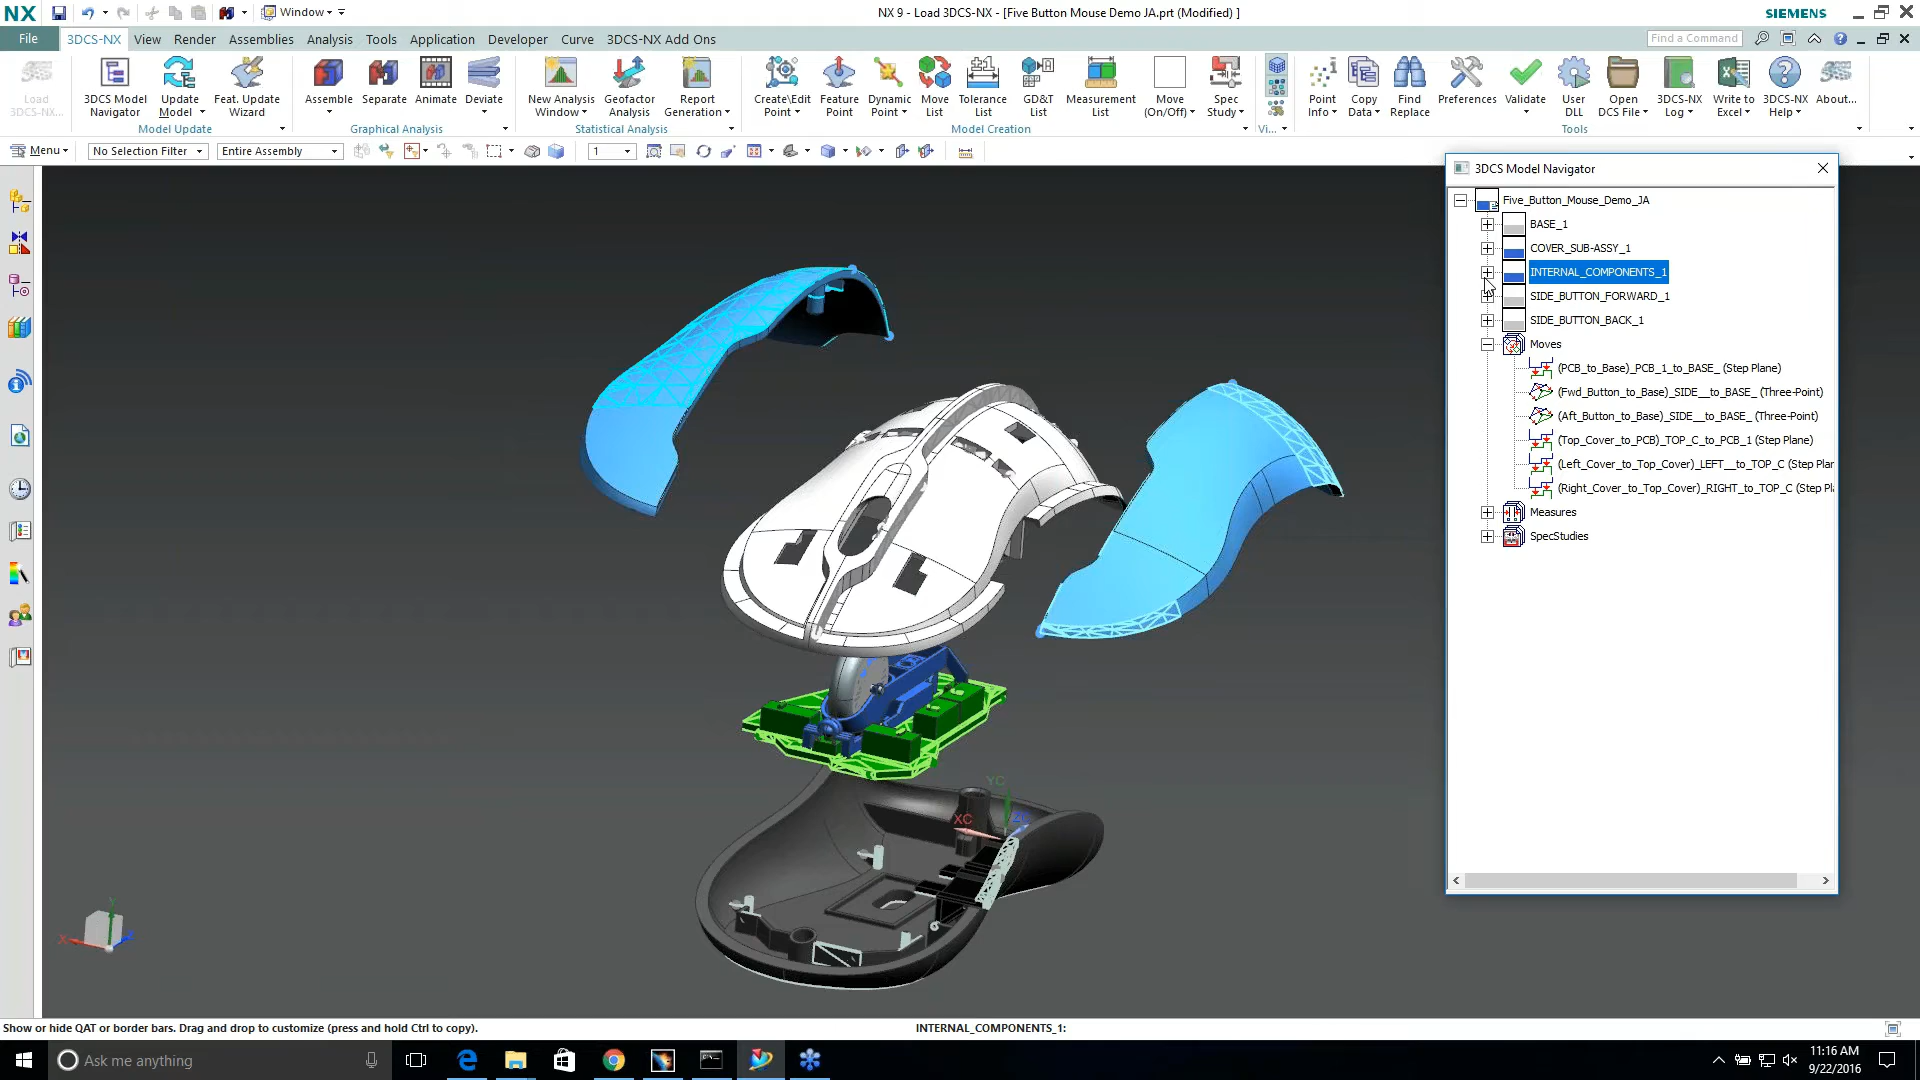 NX
Window
NX 9 - Load 3DCS-NX - [Five Button Mouse Demo JA.prt (Modified) ]
SIEMENS
File
3DCS-NX
View
Render
Assemblies
Analysis
Tools
Application
Developer
Curve
3DCS-NX Add Ons
Find a Command
Load 3DCS-NX...
3DCS Model Navigator
Update Model
Feat. Update Wizard
Assemble
Separate
Animate
Deviate
New Analysis Window
Geofactor Analysis
Report Generation
Create\Edit Point
Feature Point
Dynamic Point
Move List
Tolerance List
GD&T List
Measurement List
Move (On/Off)
Spec Study
Point Info
Copy Data
Find Replace
Preferences
Validate
User DLL
Open DCS File
3DCS-NX Log
Write to Excel
3DCS-NX Help
About...
Model Update
Graphical Analysis
Statistical Analysis
Model Creation
Vi...
Tools
Menu
No Selection Filter
Entire Assembly
1
3DCS Model Navigator
Five_Button_Mouse_Demo_JA
BASE_1
COVER_SUB-ASSY_1
INTERNAL_COMPONENTS_1
SIDE_BUTTON_FORWARD_1
SIDE_BUTTON_BACK_1
Moves
(PCB_to_Base)_PCB_1_to_BASE_ (Step Plane)
(Fwd_Button_to_Base)_SIDE__to_BASE_ (Three-Point)
(Aft_Button_to_Base)_SIDE__to_BASE_ (Three-Point)
(Top_Cover_to_PCB)_TOP_C_to_PCB_1 (Step Plane)
(Left_Cover_to_Top_Cover)_LEFT__to_TOP_C (Step Plar
(Right_Cover_to_Top_Cover)_RIGHT_to_TOP_C (Step Pl
Measures
SpecStudies
YC
XC
ZC
Y
X
Show or hide QAT or border bars. Drag and drop to customize (press and hold Ctrl to copy).
INTERNAL_COMPONENTS_1:
Ask me anything
11:16 AM
9/22/2016